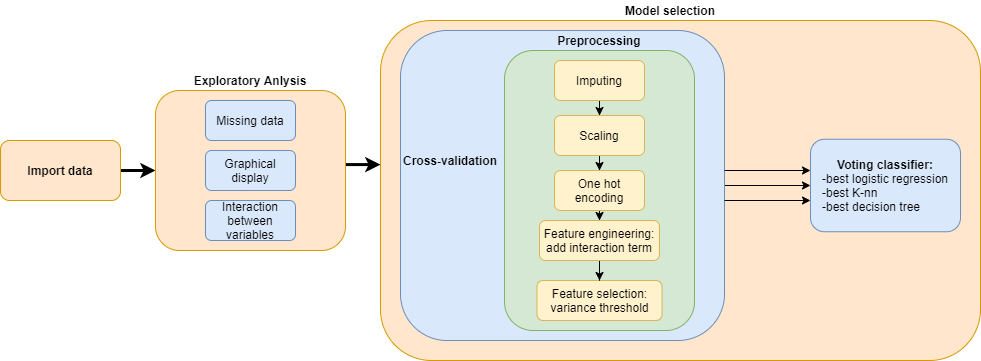 Model selection
Preprocessing
Exploratory Anlysis
Import data
Missing data
Graphical
display
Interaction
between
variables
Cross-validation
Imputing
Scaling
One hot
encoding
Feature engineering:
add interaction term
Feature selection:
variance threshold
Voting classifier:
-best logistic regression
-best K-nn
-best decision tree